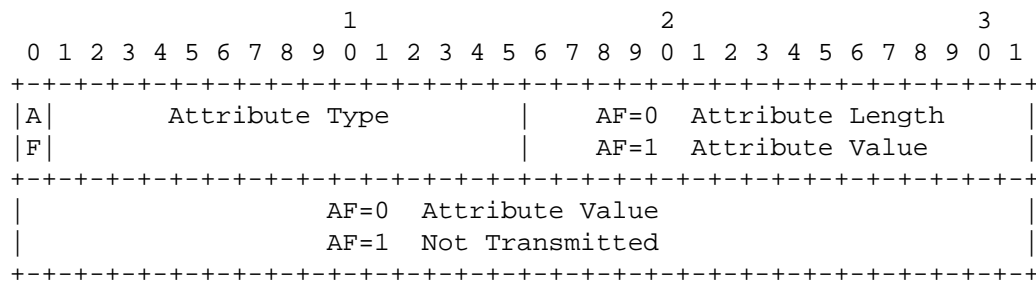 1                   2                   3
 0 1 2 3 4 5 6 7 8 9 0 1 2 3 4 5 6 7 8 9 0 1 2 3 4 5 6 7 8 9 0 1
+-+-+-+-+-+-+-+-+-+-+-+-+-+-+-+-+-+-+-+-+-+-+-+-+-+-+-+-+-+-+-+-+
|A|       Attribute Type        |    AF=0  Attribute Length     |
|F|                             |    AF=1  Attribute Value      |
+-+-+-+-+-+-+-+-+-+-+-+-+-+-+-+-+-+-+-+-+-+-+-+-+-+-+-+-+-+-+-+-+
|                   AF=0  Attribute Value                       |
|                   AF=1  Not Transmitted                       |
+-+-+-+-+-+-+-+-+-+-+-+-+-+-+-+-+-+-+-+-+-+-+-+-+-+-+-+-+-+-+-+-+